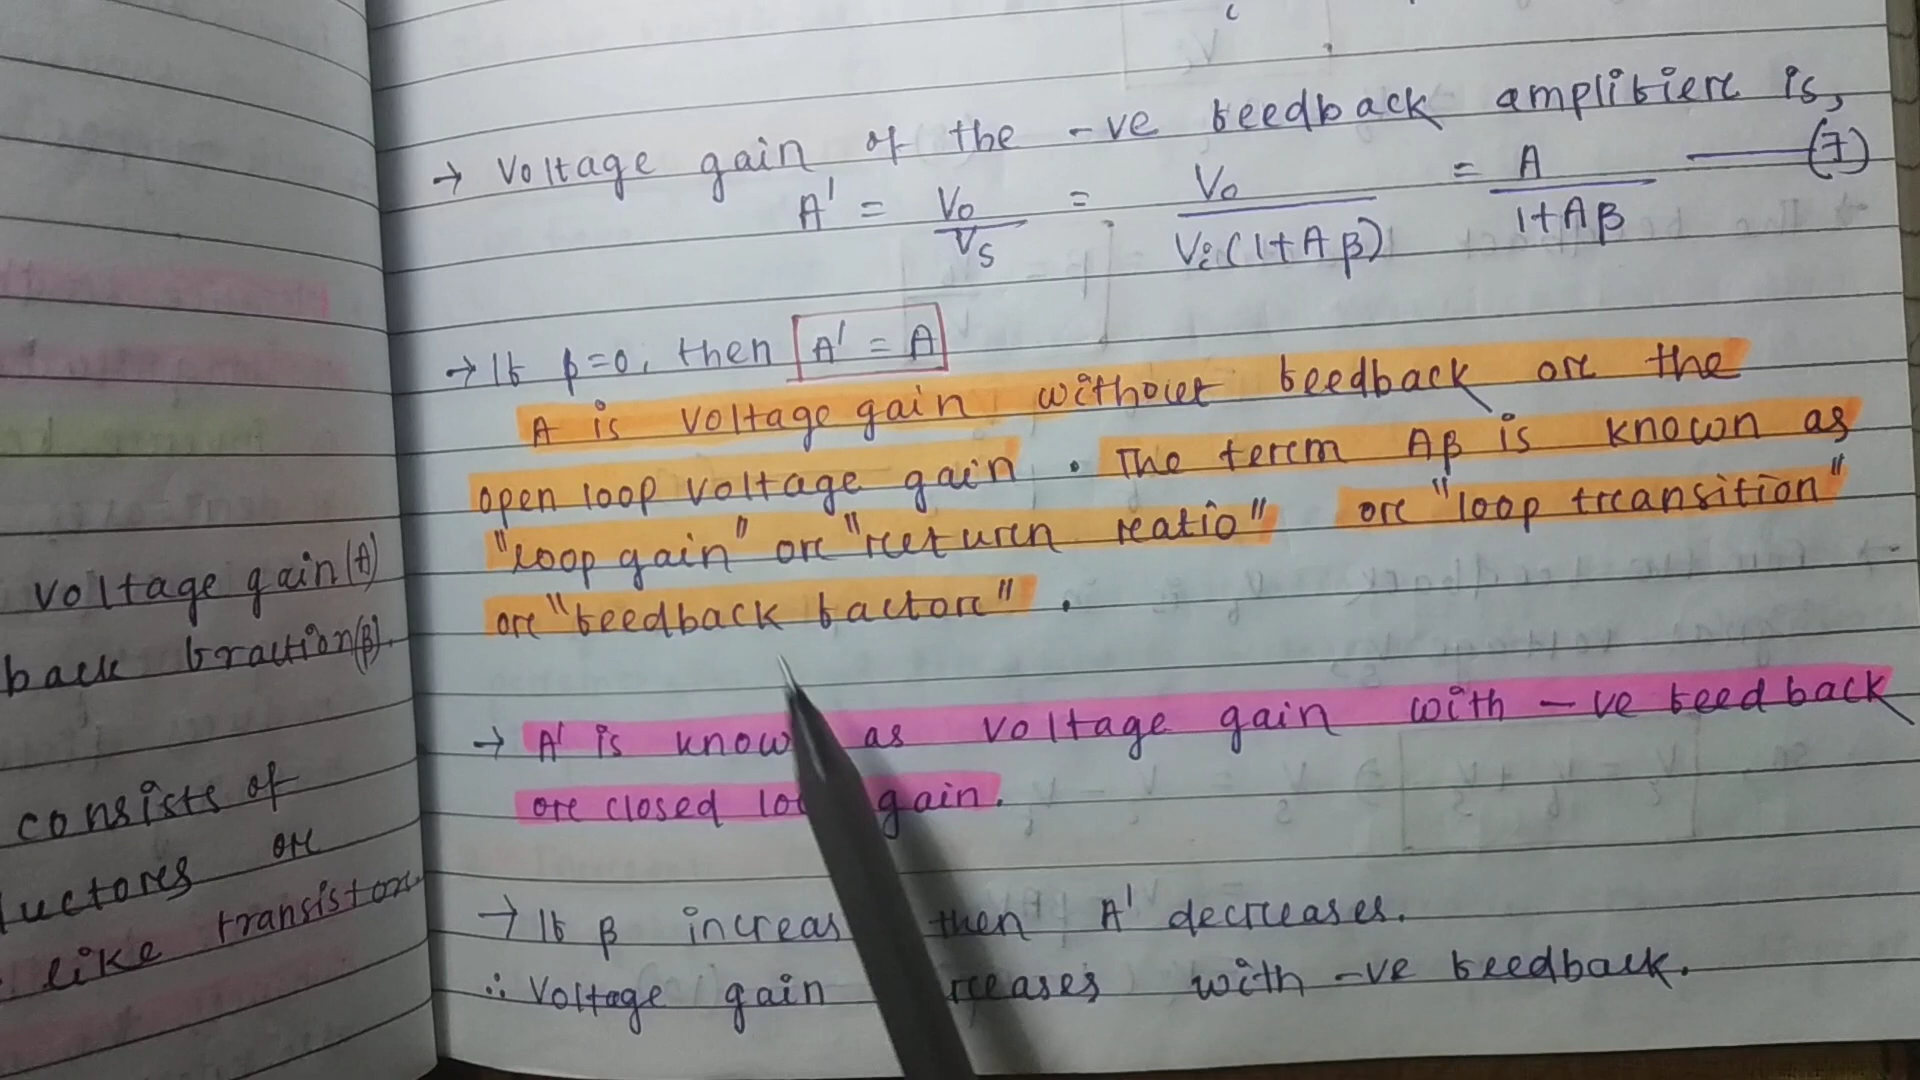 voltage gain(A)
back fraction(β).
consists of
or
like transistor
→ Voltage gain of the -ve feedback amplifier is,
A' = Vo/Vs = Vo/Vi(1+Aβ) = A/1+Aβ —— (7)
→ If β=0, then A' = A
A is voltage gain without feedback or the
open loop voltage gain. The term Aβ is known as
"loop gain" or "return ratio" or "loop transition"
or "feedback factor".
→ A' is know as voltage gain with -ve feedback
or closed gain.
→ If β then A' decreases.
∴ Voltage gain with -ve feedback.